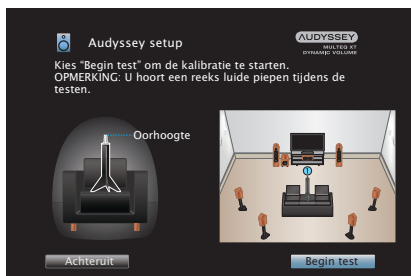 Audyssey setup
AUDYSSEY
MULTEQ XT
DYNAMIC VOLUME
Kies "Begin test" om de kalibratie te starten.
OPMERKING: U hoort een reeks luide piepen tijdens de
testen.
Oorhoogte
1
Achteruit
Begin test